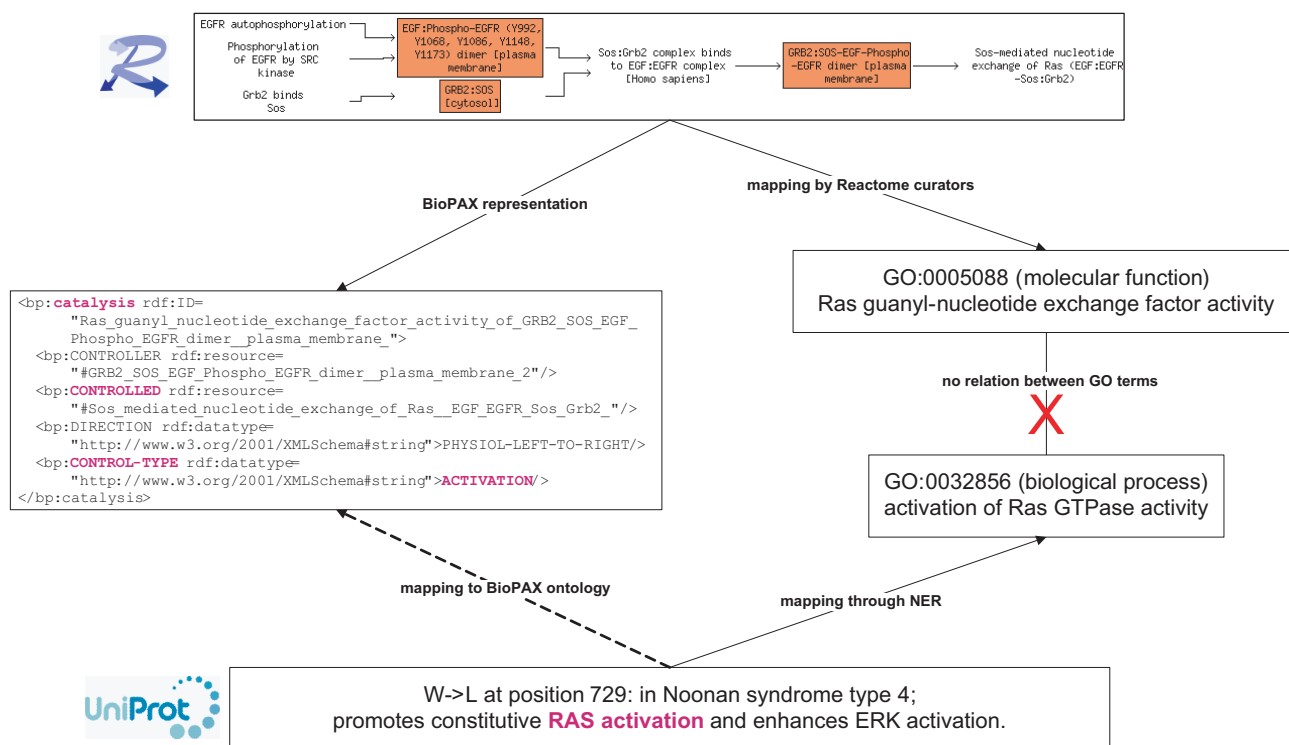 EGFR autophosphorylation
Phosphorylation
of EGFR by SRC
kinase
Grb2 binds
Sos
EGF:Phospho-EGFR (Y992,
Y1068, Y1086, Y1148,
Y1173) dimer [plasma
membrane]
GRB2:SOS
[cytosol]
Sos:Grb2 complex binds
to EGF:EGFR complex
[Homo sapiens]
GRB2:SOS-EGF-Phospho
-EGFR dimer [plasma
membrane]
Sos-mediated nucleotide
exchange of Ras (EGF:EGFR
-Sos:Grb2)
R
BioPAX representation
mapping by Reactome curators
<bp:catalysis rdf:ID=
"Ras_guanyl_nucleotide_exchange_factor_activity_of_GRB2_SOS_EGF_
Phospho_EGFR_dimer__plasma_membrane_">
<bp:CONTROLLER rdf:resource=
"#GRB2_SOS_EGF_Phospho_EGFR_dimer__plasma_membrane_2"/>
<bp:CONTROLLED rdf:resource=
"#Sos_mediated_nucleotide_exchange_of_Ras__EGF_EGFR_Sos_Grb2_"/>
<bp:DIRECTION rdf:datatype=
"http://www.w3.org/2001/XMLSchema#string">PHYSIOL-LEFT-TO-RIGHT/>
<bp:CONTROL-TYPE rdf:datatype=
"http://www.w3.org/2001/XMLSchema#string">ACTIVATION/>
</bp:catalysis>
GO:0005088 (molecular function)
Ras guanyl-nucleotide exchange factor activity
no relation between GO terms
X
GO:0032856 (biological process)
activation of Ras GTPase activity
mapping to BioPAX ontology
mapping through NER
UniProt
W->L at position 729: in Noonan syndrome type 4;
promotes constitutive RAS activation and enhances ERK activation.